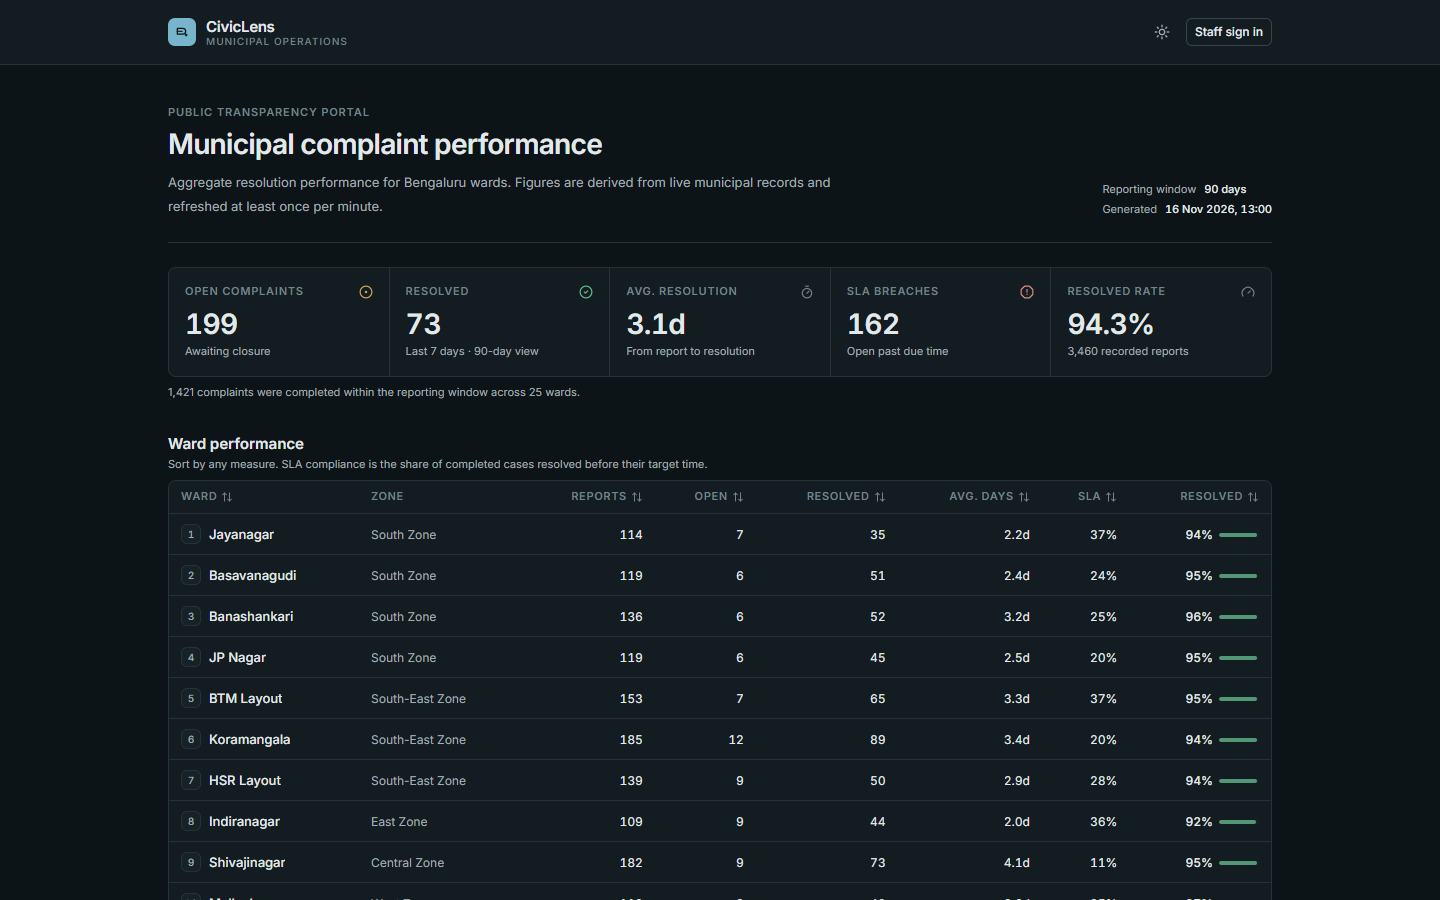 CivicLens
MUNICIPAL OPERATIONS
Staff sign in
PUBLIC TRANSPARENCY PORTAL
Municipal complaint performance
Aggregate resolution performance for Bengaluru wards. Figures are derived from live municipal records and
refreshed at least once per minute.
Reporting window 90 days
Generated 16 Nov 2026, 13:00
OPEN COMPLAINTS
199
Awaiting closure
RESOLVED
73
Last 7 days · 90-day view
AVG. RESOLUTION
3.1d
From report to resolution
SLA BREACHES
162
Open past due time
RESOLVED RATE
94.3%
3,460 recorded reports
1,421 complaints were completed within the reporting window across 25 wards.
Ward performance
Sort by any measure. SLA compliance is the share of completed cases resolved before their target time.
WARD ZONE REPORTS OPEN RESOLVED AVG. DAYS SLA RESOLVED
1 Jayanagar South Zone 114 7 35 2.2d 37% 94%
2 Basavanagudi South Zone 119 6 51 2.4d 24% 95%
3 Banashankari South Zone 136 6 52 3.2d 25% 96%
4 JP Nagar South Zone 119 6 45 2.5d 20% 95%
5 BTM Layout South-East Zone 153 7 65 3.3d 37% 95%
6 Koramangala South-East Zone 185 12 89 3.4d 20% 94%
7 HSR Layout South-East Zone 139 9 50 2.9d 28% 94%
8 Indiranagar East Zone 109 9 44 2.0d 36% 92%
9 Shivajinagar Central Zone 182 9 73 4.1d 11% 95%